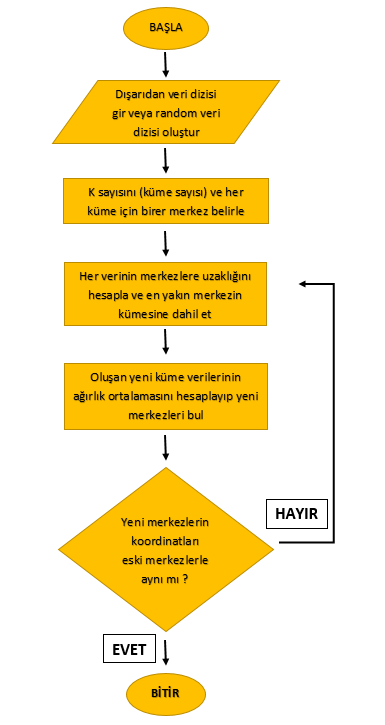 BAŞLA
Dışarıdan veri dizisi
gir veya random veri
dizisi oluştur
K sayısını (küme sayısı) ve her
küme için birer merkez belirle
Her verinin merkezlere uzaklığını
hesapla ve en yakın merkezin
kümesine dahil et
Oluşan yeni küme verilerinin
ağırlık ortalamasını hesaplayıp yeni
merkezleri bul
Yeni merkezlerin
koordinatları
eski merkezlerle
aynı mı ?
HAYIR
EVET
BİTİR